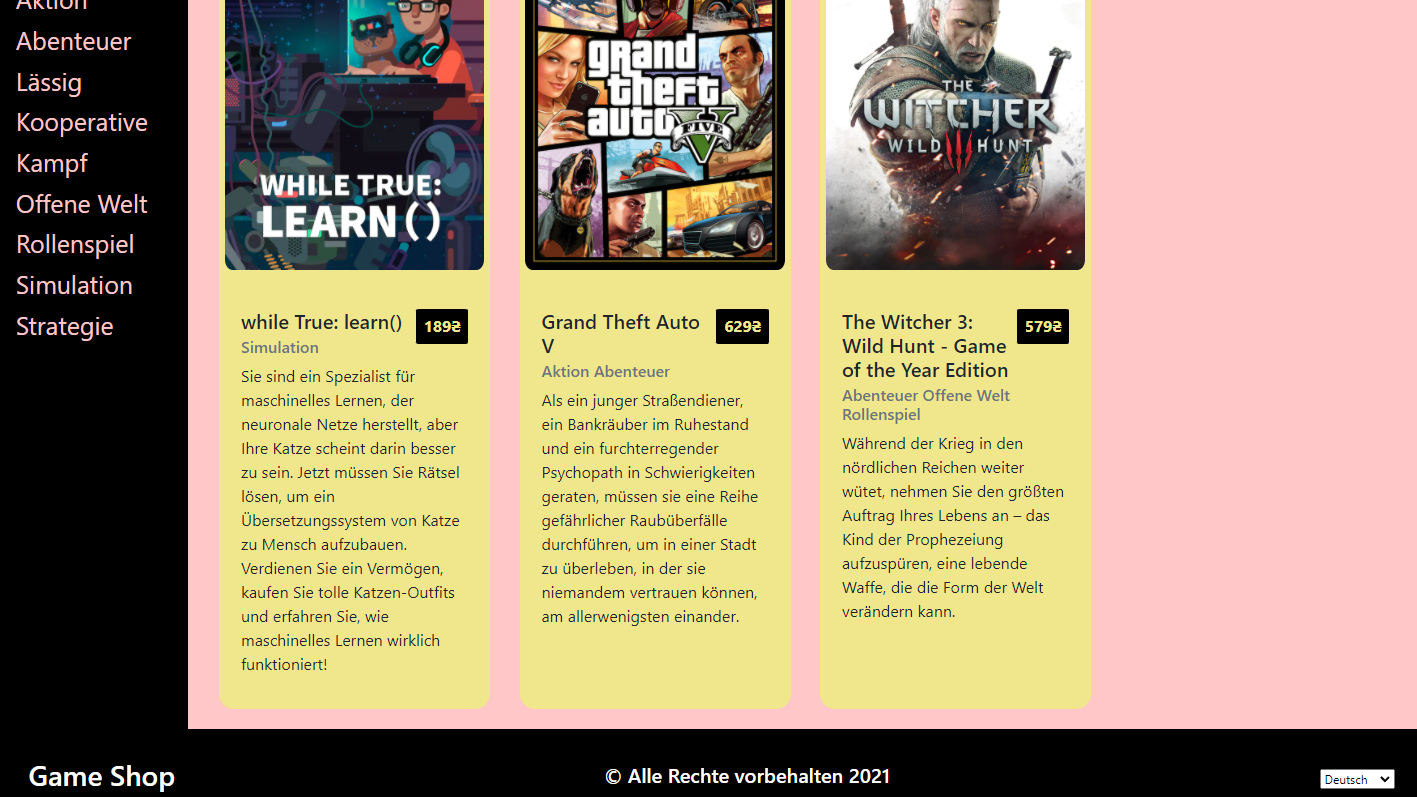 Aktion
Abenteuer
Lässig
Kooperative
Kampf
Offene Welt
Rollenspiel
Simulation
Strategie
WHILE TRUE:
LEARN()
grand
theft
auto
FIVE
THE
WITCHER
WILD HUNT
while True: learn()
189₴
Simulation
Sie sind ein Spezialist für
maschinelles Lernen, der
neuronale Netze herstellt, aber
Ihre Katze scheint darin besser
zu sein. Jetzt müssen Sie Rätsel
lösen, um ein
Übersetzungssystem von Katze
zu Mensch aufzubauen.
Verdienen Sie ein Vermögen,
kaufen Sie tolle Katzen-Outfits
und erfahren Sie, wie
maschinelles Lernen wirklich
funktioniert!
Grand Theft Auto
V
629₴
Aktion Abenteuer
Als ein junger Straßendiener,
ein Bankräuber im Ruhestand
und ein furchterregender
Psychopath in Schwierigkeiten
geraten, müssen sie eine Reihe
gefährlicher Raubüberfälle
durchführen, um in einer Stadt
zu überleben, in der sie
niemandem vertrauen können,
am allerwenigsten einander.
The Witcher 3:
Wild Hunt - Game
of the Year Edition
579₴
Abenteuer Offene Welt
Rollenspiel
Während der Krieg in den
nördlichen Reichen weiter
wütet, nehmen Sie den größten
Auftrag Ihres Lebens an – das
Kind der Prophezeiung
aufzuspüren, eine lebende
Waffe, die die Form der Welt
verändern kann.
Game Shop
© Alle Rechte vorbehalten 2021
Deutsch